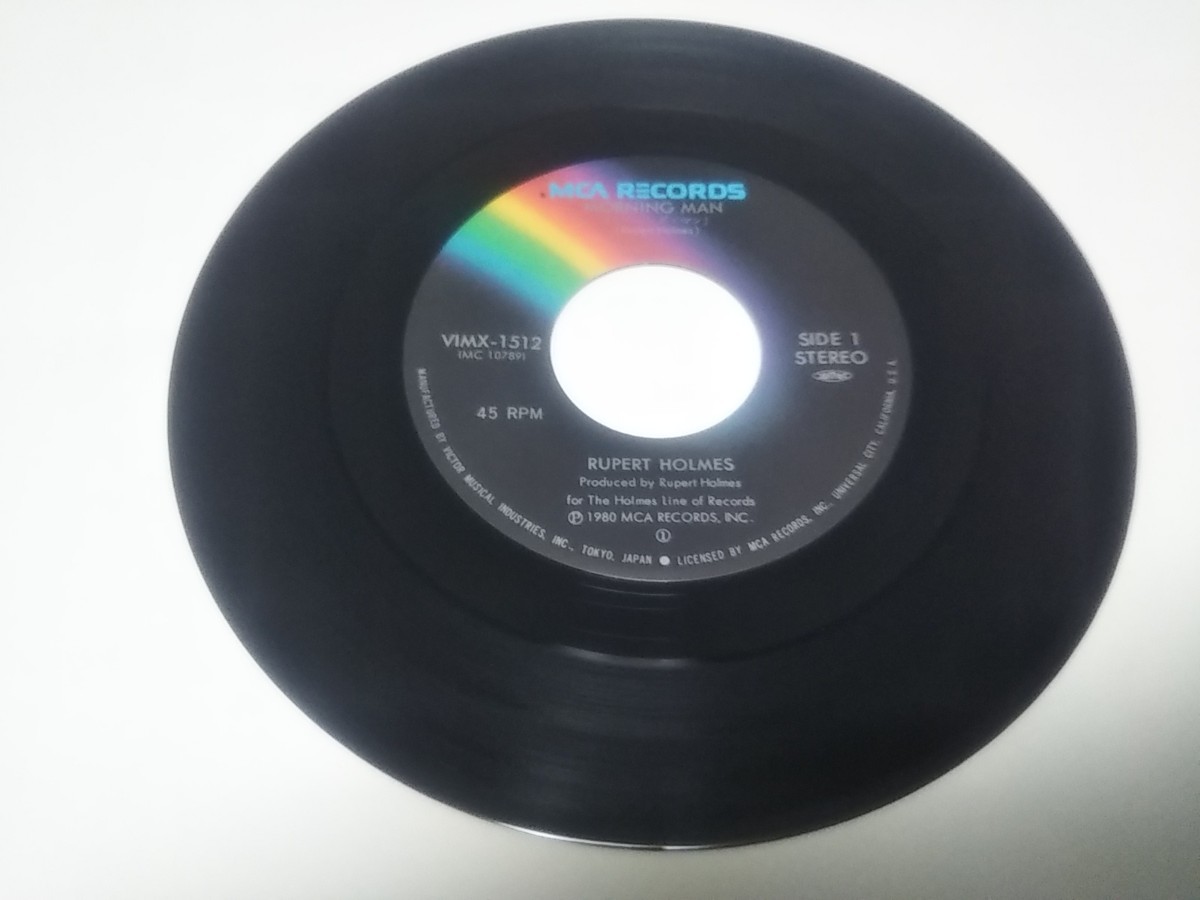 MCA RECORDS
MAN
VIMX-1512
(MC 10789)
SIDE 1
STEREO
45 RPM
RUPERT HOLMES
Produced by Rupert Holmes
for The Holmes Line of Records
Ⓟ 1980 MCA RECORDS, INC.
①
MANUFACTURED BY VICTOR MUSICAL INDUSTRIES, INC., TOKYO, JAPAN ● LICENSED BY MCA RECORDS, INC., UNIVERSAL CITY, CALIFORNIA, U.S.A.